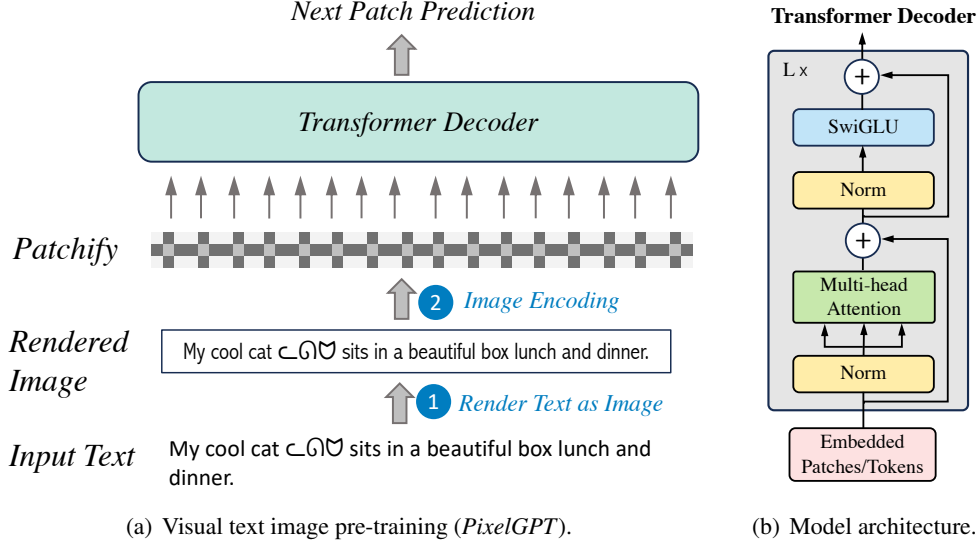 Next Patch Prediction
Transformer Decoder
Patchify
2 Image Encoding
Rendered
Image
My cool cat ᓚᘏᗢ sits in a beautiful box lunch and dinner.
1 Render Text as Image
Input Text
My cool cat ᓚᘏᗢ sits in a beautiful box lunch and
dinner.
(a) Visual text image pre-training (PixelGPT).
Transformer Decoder
L x
+
SwiGLU
Norm
+
Multi-head
Attention
Norm
Embedded
Patches/Tokens
(b) Model architecture.